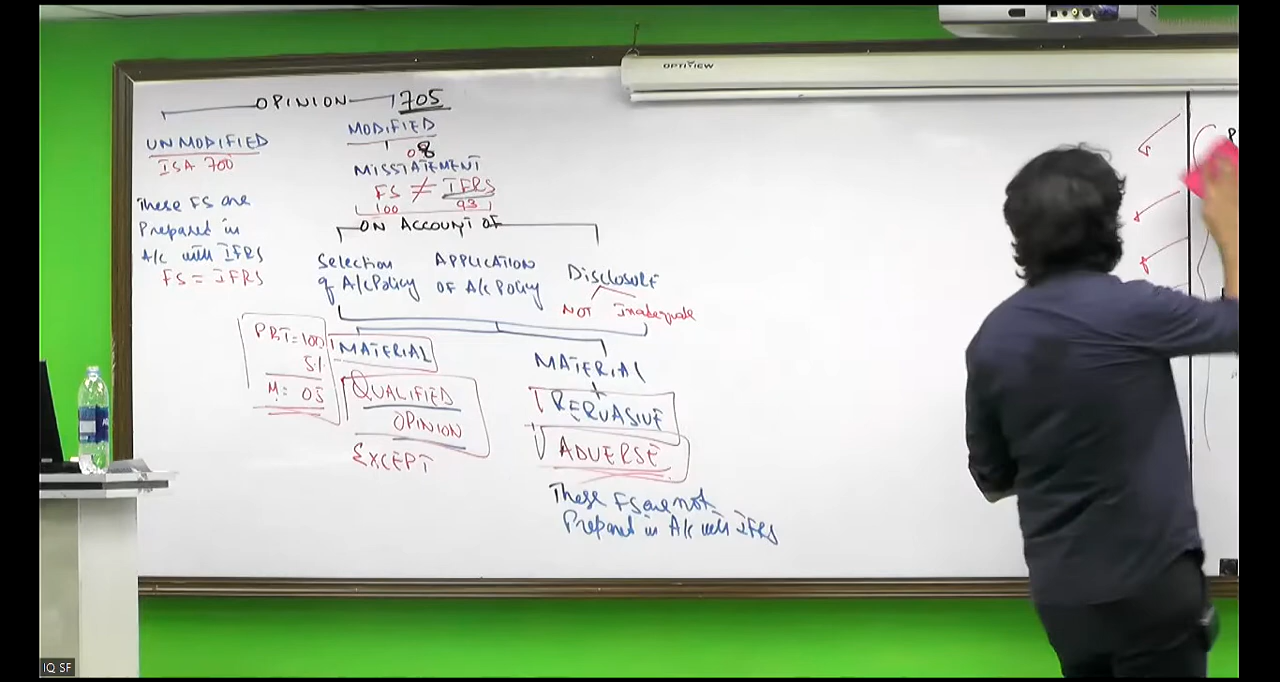 OPTIVIEW
OPINION 705
UNMODIFIED
ISA 700
These FS are
Prepared in
A/c with IFRS
FS = IFRS
MODIFIED
08
MISSTATEMENT
FS ≠ IFRS
100 93
ON ACCOUNT OF
Selection
of A/c Policy
APPLICATION
OF A/c Policy
Disclosure
NOT Inadequate
PBT = 100
5%
M = 05
MATERIAL
QUALIFIED
OPINION
EXCEPT
MATERIAL
+
PERVASIVE
ADVERSE
These FS are not
Prepared in A/c with IFRS
IQ SF